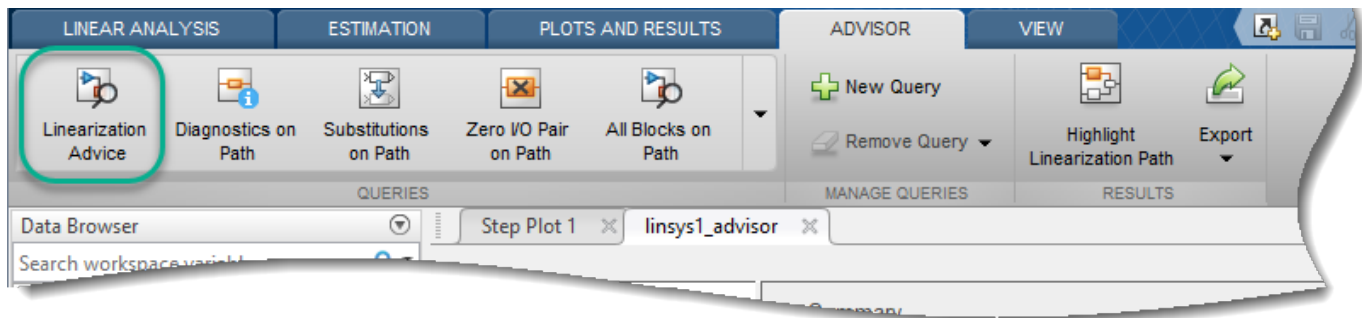 LINEAR ANALYSIS ESTIMATION PLOTS AND RESULTS ADVISOR VIEW
Linearization Advice
Diagnostics on Path
Substitutions on Path
Zero I/O Pair on Path
All Blocks on Path
New Query
Remove Query
Highlight Linearization Path
Export
QUERIES MANAGE QUERIES RESULTS
Data Browser Step Plot 1 linsys1_advisor
Search workspace